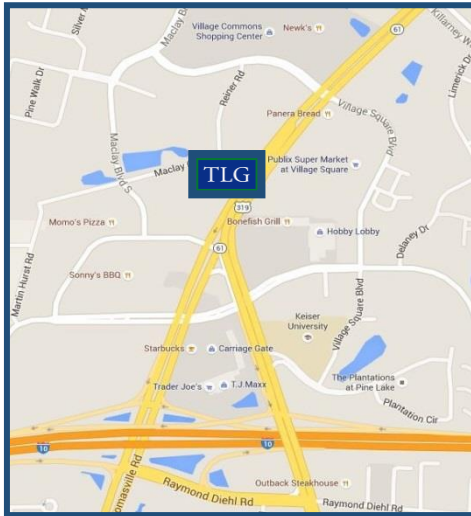 Silver M
Maclay Bl
Village Commons
Shopping Center
Newk's
61
Killarney W
Pine Walk Dr
Reiner Rd
Limerick Dr
Panera Bread
Village Square Blvd
Maclay Blvd S
Maclay
TLG
Publix Super Market
at Village Square
319
Momo's Pizza
Bonefish Grill
Hobby Lobby
61
Delaney Dr
Martin Hurst Rd
Sonny's BBQ
Village Square Blvd
Keiser
University
Starbucks
Carriage Gate
Trader Joe's
T.J. Maxx
The Plantations
at Pine Lake
Plantation Cir
10
10
omasville Rd
Raymond Diehl Rd
Outback Steakhouse
Raymond Diehl Rd